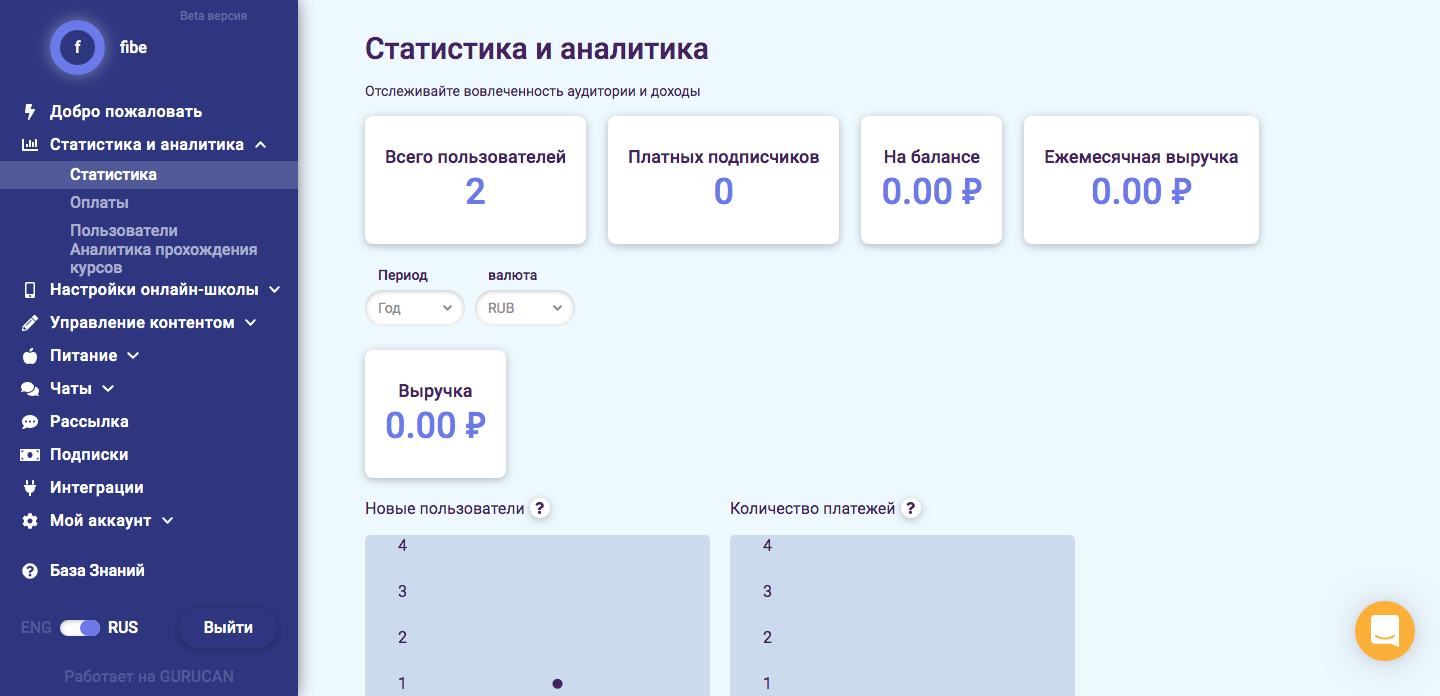 Beta версия
f
fibe
Добро пожаловать
Статистика и аналитика
Статистика
Оплаты
Пользователи
Аналитика прохождения
курсов
Настройки онлайн-школы
Управление контентом
Питание
Чаты
Рассылка
Подписки
Интеграции
Мой аккаунт
База Знаний
ENG RUS Выйти
Работает на GURUCAN
Статистика и аналитика
Отслеживайте вовлеченность аудитории и доходы
Всего пользователей
2
Платных подписчиков
0
На балансе
0.00 ₽
Ежемесячная выручка
0.00 ₽
Период валюта
Год RUB
Выручка
0.00 ₽
Новые пользователи ?
4
3
2
1
Количество платежей ?
4
3
2
1